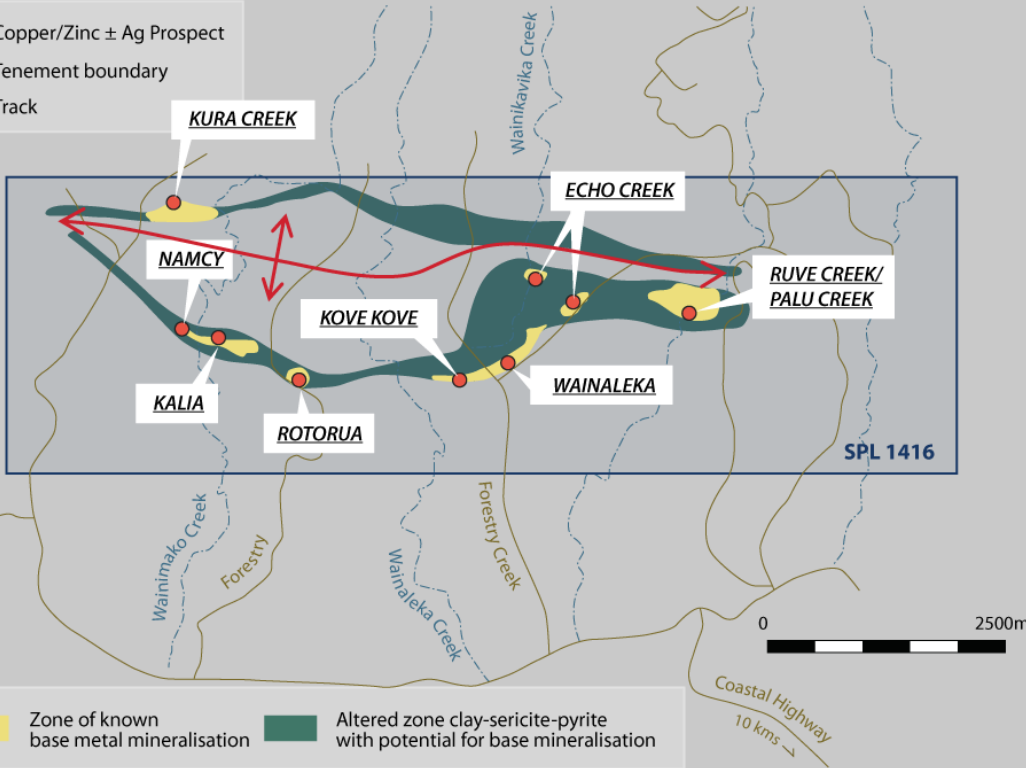 Copper/Zinc ± Ag Prospect
Tenement boundary
Track
KURA CREEK
Wainikavika Creek
ECHO CREEK
NAMCY
RUVE CREEK/
PALU CREEK
KOVE KOVE
WAINALEKA
KALIA
ROTORUA
SPL 1416
Wainimako Creek
Forestry
Wainaleka Creek
Forestry Creek
0 2500m
Coastal Highway
10 kms
Zone of known
base metal mineralisation
Altered zone clay-sericite-pyrite
with potential for base mineralisation